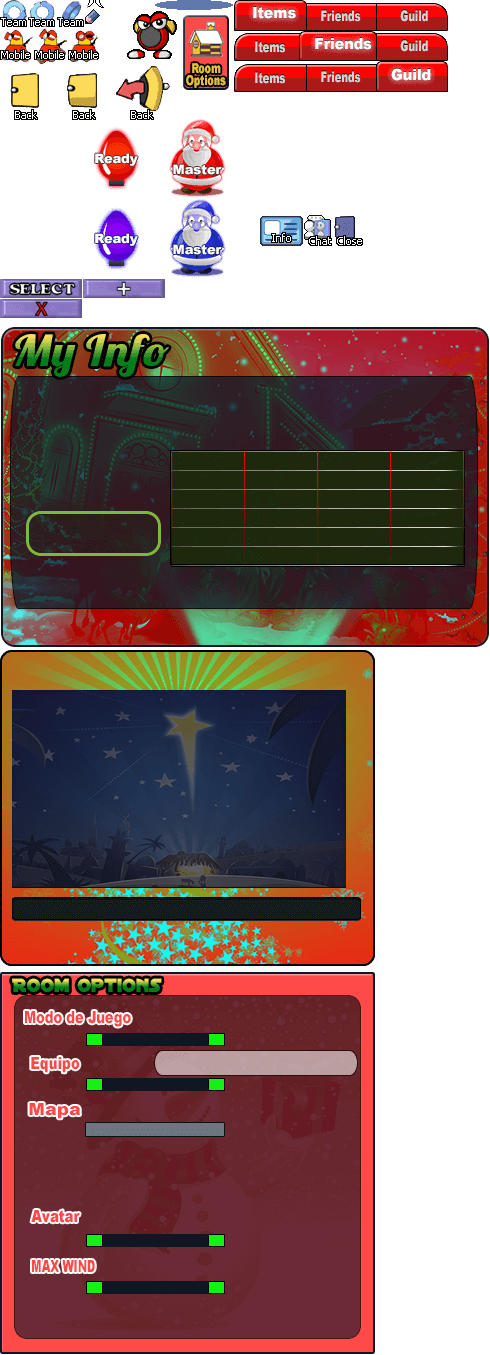 Team Team Team
Mobile Mobile Mobile
Back Back Back
Room
Options
Items Friends Guild
Items Friends Guild
Items Friends Guild
Ready Master
Ready Master
Info Chat Close
SELECT +
X
My Info
ROOM OPTIONS
Modo de Juego
Equipo
Mapa
Avatar
MAX WIND